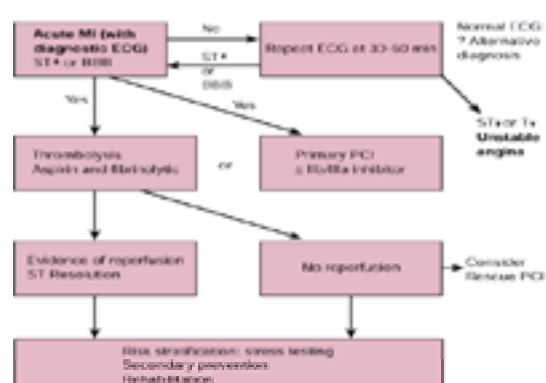 Acute MI (with
diagnostic ECG)
ST↑ or BBB
No
ST↑
or
BBB
Repeat ECG at 30-60 min
Normal ECG:
? Alternative
diagnosis
Yes
Yes
ST↓ or T↓
Unstable
angina
Thrombolysis
Aspirin and fibrinolytic
or
Primary PCI
± IIb/IIIa inhibitor
Evidence of reperfusion
ST Resolution
No reperfusion
Consider
Rescue PCI
Risk stratification: stress testing
Secondary prevention
Rehabilitation